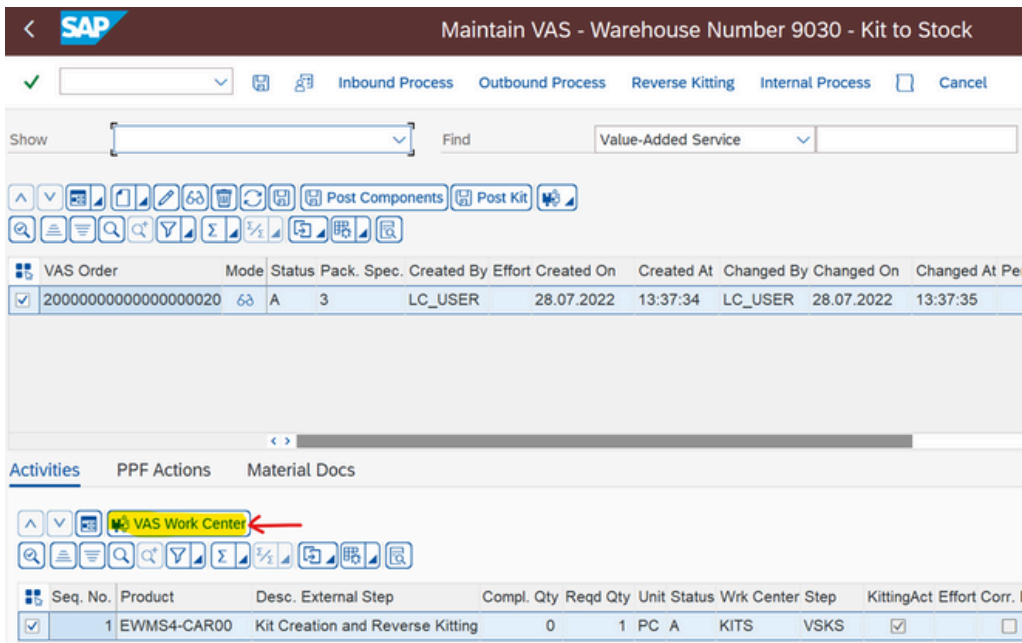 SAP Maintain VAS - Warehouse Number 9030 - Kit to Stock
Inbound Process Outbound Process Reverse Kitting Internal Process Cancel
Show Find Value-Added Service
Post Components Post Kit
VAS Order Mode Status Pack. Spec. Created By Effort Created On Created At Changed By Changed On Changed At
20000000000000000020 A 3 LC_USER 28.07.2022 13:37:34 LC_USER 28.07.2022 13:37:35
Activities PPF Actions Material Docs
VAS Work Center
Seq. No. Product Desc. External Step Compl. Qty Reqd Qty Unit Status Wrk Center Step KittingAct Effort Corr.
1 EWMS4-CAR00 Kit Creation and Reverse Kitting 0 1 PC A KITS VSKS